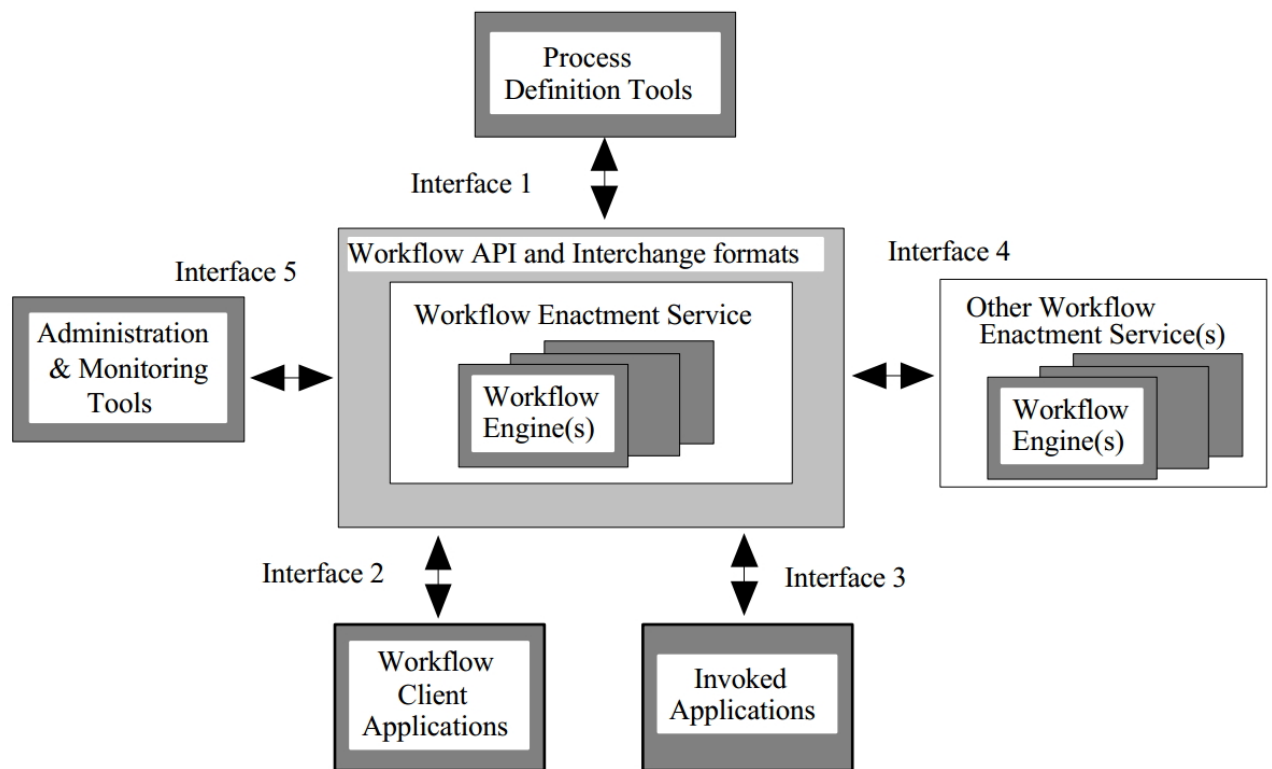 Process
Definition Tools
Interface 1
Workflow API and Interchange formats
Interface 4
Interface 5
Workflow Enactment Service
Other Workflow
Enactment Service(s)
Administration
& Monitoring
Tools
Workflow
Engine(s)
Workflow
Engine(s)
Interface 2
Interface 3
Workflow
Client
Applications
Invoked
Applications